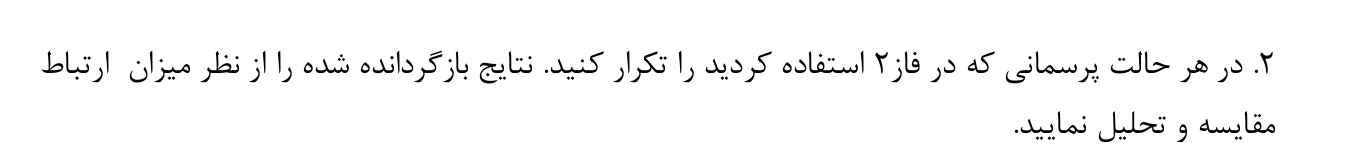 ۲. در هر حالت پرسمانی که در فاز۲ استفاده کردید را تکرار کنید. نتایج بازگردانده شده را از نظر میزان ارتباط
مقایسه و تحلیل نمایید.